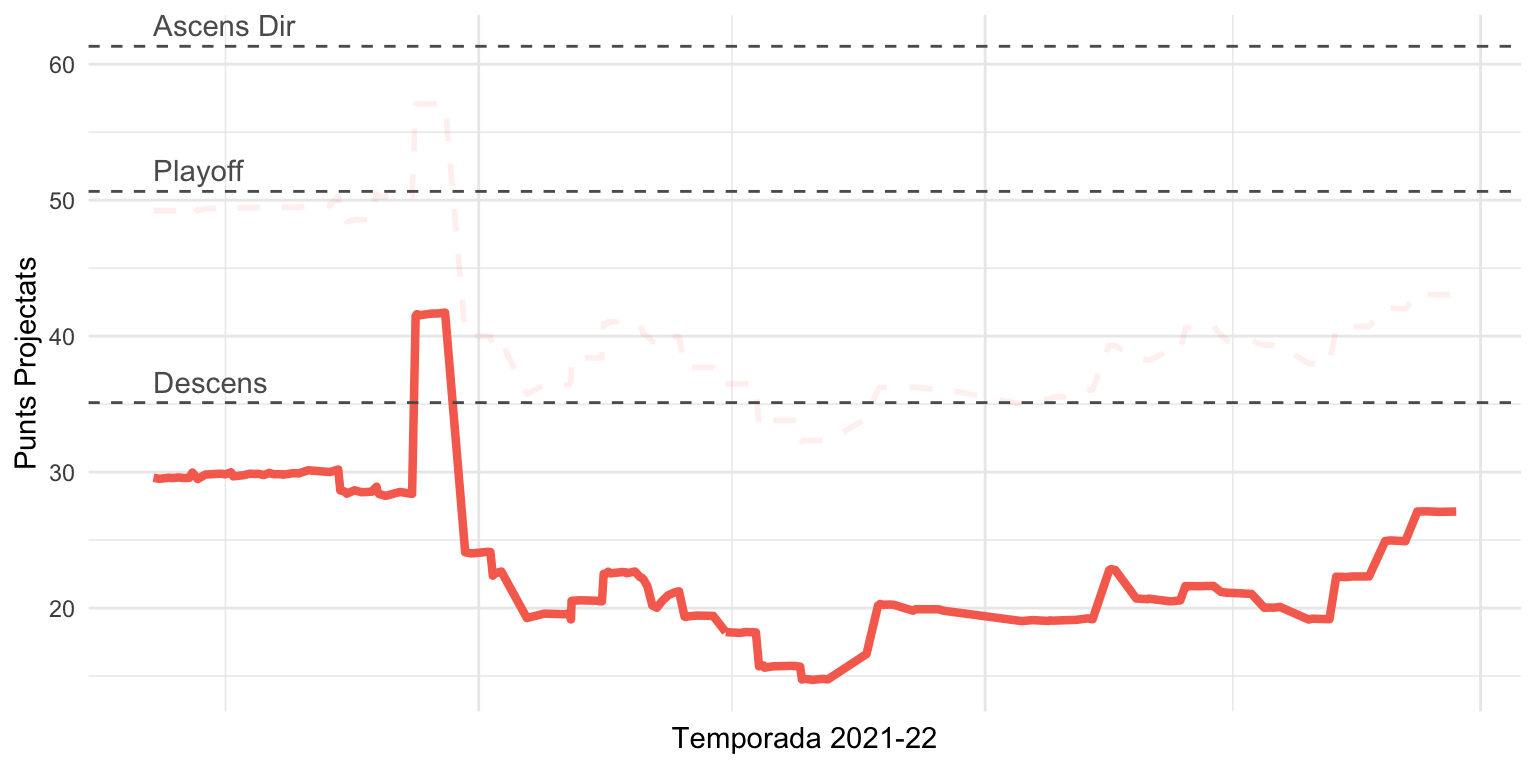 Ascens Dir
60
Playoff
50
40
Descens
30
20
Punts Projectats
Temporada 2021-22